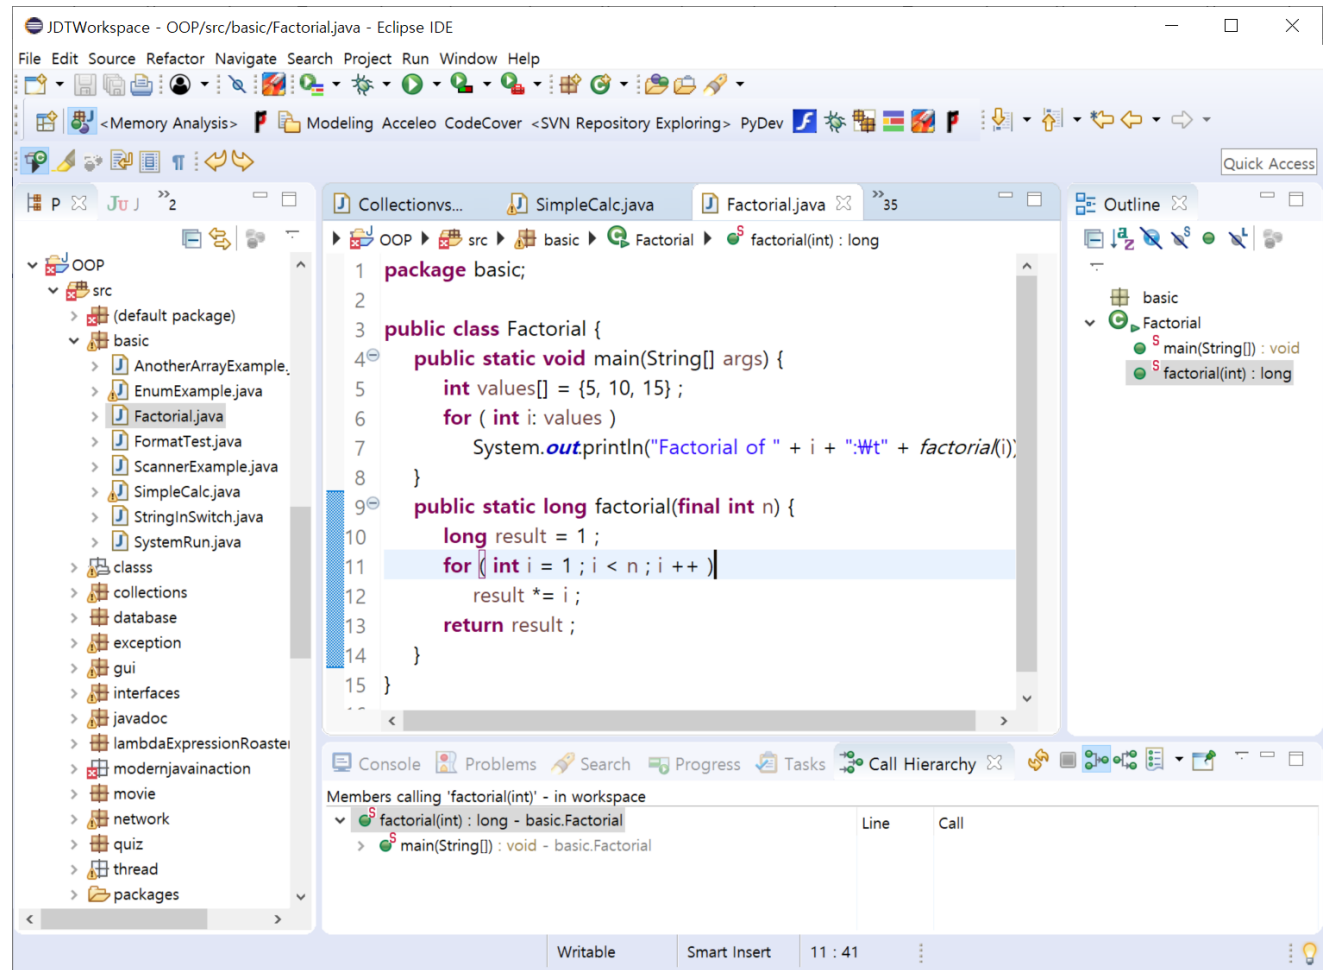 JDTWorkspace - OOP/src/basic/Factorial.java - Eclipse IDE
File Edit Source Refactor Navigate Search Project Run Window Help
<Memory Analysis> Modeling Acceleo CodeCover <SVN Repository Exploring> PyDev
Quick Access
P JU J »2
OOP
src
(default package)
basic
AnotherArrayExample.
EnumExample.java
Factorial.java
FormatTest.java
ScannerExample.java
SimpleCalc.java
StringInSwitch.java
SystemRun.java
classs
collections
database
exception
gui
interfaces
javadoc
lambdaExpressionRoaster
modernjavainaction
movie
network
quiz
thread
packages
Collectionvs... SimpleCalc.java Factorial.java »35
OOP src basic Factorial factorial(int) : long
1 package basic;
2
3 public class Factorial {
4 public static void main(String[] args) {
5 int values[] = {5, 10, 15} ;
6 for ( int i: values )
7 System.out.println("Factorial of " + i + ":₩t" + factorial(i))
8 }
9 public static long factorial(final int n) {
10 long result = 1 ;
11 for ( int i = 1 ; i < n ; i ++ )
12 result *= i ;
13 return result ;
14 }
15 }
Outline
basic
Factorial
main(String[]) : void
factorial(int) : long
Console Problems Search Progress Tasks Call Hierarchy
Members calling 'factorial(int)' - in workspace
factorial(int) : long - basic.Factorial
main(String[]) : void - basic.Factorial
Line Call
Writable Smart Insert 11 : 41